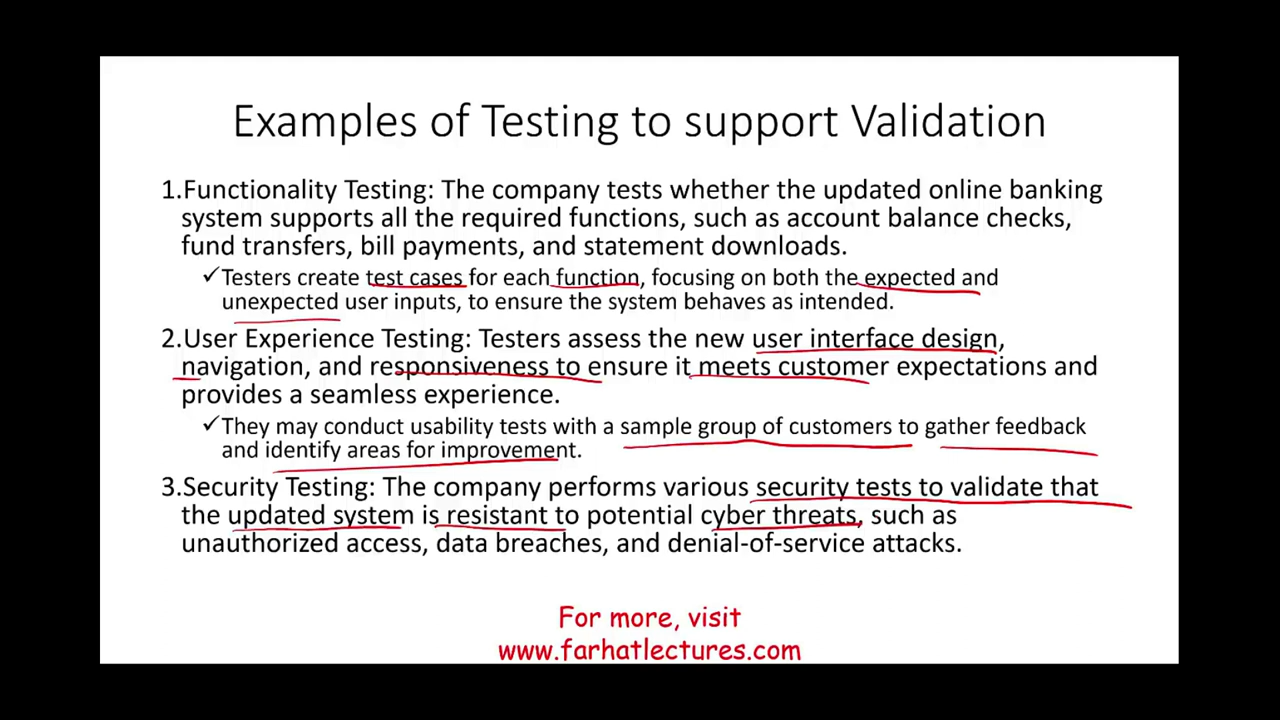 Examples of Testing to support Validation
1.Functionality Testing: The company tests whether the updated online banking
system supports all the required functions, such as account balance checks,
fund transfers, bill payments, and statement downloads.
✓Testers create test cases for each function, focusing on both the expected and
unexpected user inputs, to ensure the system behaves as intended.
2.User Experience Testing: Testers assess the new user interface design,
navigation, and responsiveness to ensure it meets customer expectations and
provides a seamless experience.
✓They may conduct usability tests with a sample group of customers to gather feedback
and identify areas for improvement.
3.Security Testing: The company performs various security tests to validate that
the updated system is resistant to potential cyber threats, such as
unauthorized access, data breaches, and denial-of-service attacks.
For more, visit
www.farhatlectures.com